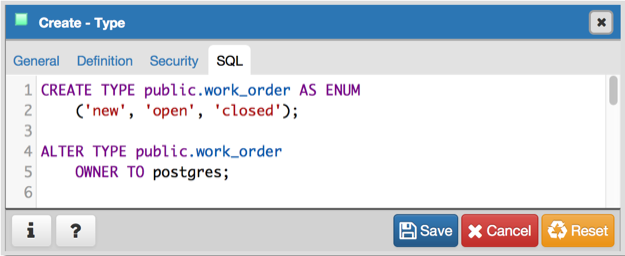 Create - Type
General Definition Security SQL
1 CREATE TYPE public.work_order AS ENUM
2     ('new', 'open', 'closed');
3
4 ALTER TYPE public.work_order
5     OWNER TO postgres;
6
i ? Save Cancel Reset